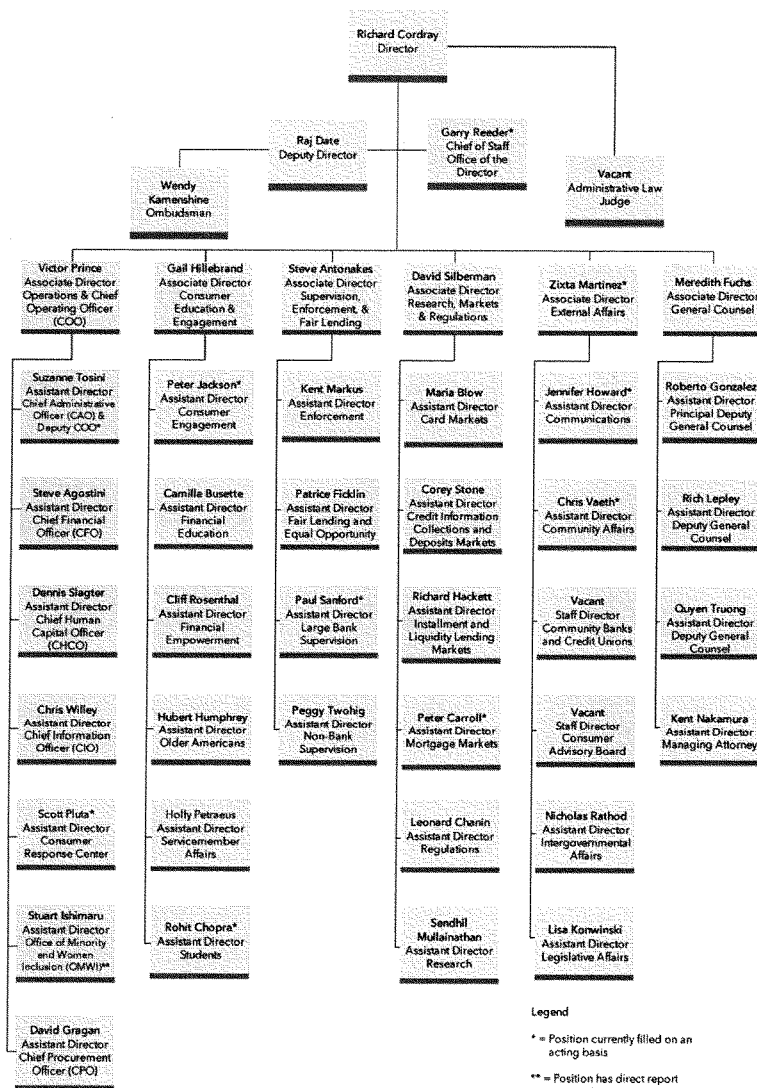 Richard Cordray
Director
Raj Date
Deputy Director
Garry Reeder*
Chief of Staff
Office of the
Director
Wendy
Kamenshine
Ombudsman
Vacant
Administrative Law
Judge
Victor Prince
Associate Director
Operations & Chief
Operating Officer
(COO)
Suzanne Tosini
Assistant Director
Chief Administrative
Officer (CAO) &
Deputy COO*
Steve Agostini
Assistant Director
Chief Financial
Officer (CFO)
Dennis Slagter
Assistant Director
Chief Human
Capital Officer
(CHCO)
Chris Willey
Assistant Director
Chief Information
Officer (CIO)
Scott Pluta*
Assistant Director
Consumer
Response Center
Stuart Ishimaru
Assistant Director
Office of Minority
and Women
Inclusion (OMWI)**
David Gragan
Assistant Director
Chief Procurement
Officer (CPO)
Gail Hillebrand
Associate Director
Consumer
Education &
Engagement
Peter Jackson*
Assistant Director
Consumer
Engagement
Camille Busette
Assistant Director
Financial
Education
Cliff Rosenthal
Assistant Director
Financial
Empowerment
Hubert Humphrey
Assistant Director
Older Americans
Holly Petraeus
Assistant Director
Servicemember
Affairs
Rohit Chopra*
Assistant Director
Students
Steve Antonakes
Associate Director
Supervision,
Enforcement, &
Fair Lending
Kent Markus
Assistant Director
Enforcement
Patrice Ficklin
Assistant Director
Fair Lending and
Equal Opportunity
Paul Sanford*
Assistant Director
Large Bank
Supervision
Peggy Twohig
Assistant Director
Non-Bank
Supervision
David Silberman
Associate Director
Research, Markets
& Regulations
Maria Blow
Assistant Director
Card Markets
Corey Stone
Assistant Director
Credit Information
Collections and
Deposits Markets
Richard Hackett
Assistant Director
Installment and
Liquidity Lending
Markets
Peter Carroll*
Assistant Director
Mortgage Markets
Leonard Chanin
Assistant Director
Regulations
Sendhil
Mullainathan
Assistant Director
Research
Zixta Martinez*
Associate Director
External Affairs
Jennifer Howard*
Assistant Director
Communications
Chris Vaeth*
Assistant Director
Community Affairs
Vacant
Staff Director
Community Banks
and Credit Unions
Vacant
Staff Director
Consumer
Advisory Board
Nicholas Rathod
Assistant Director
Intergovernmental
Affairs
Lisa Konwinski
Assistant Director
Legislative Affairs
Meredith Fuchs
Associate Director
General Counsel
Roberto Gonzalez
Assistant Director
Principal Deputy
General Counsel
Rich Lepley
Assistant Director
Deputy General
Counsel
Quyen Truong
Assistant Director
Deputy General
Counsel
Kent Nakamura
Assistant Director
Managing Attorney
Legend
* = Position currently filled on an
acting basis
** = Position has direct report